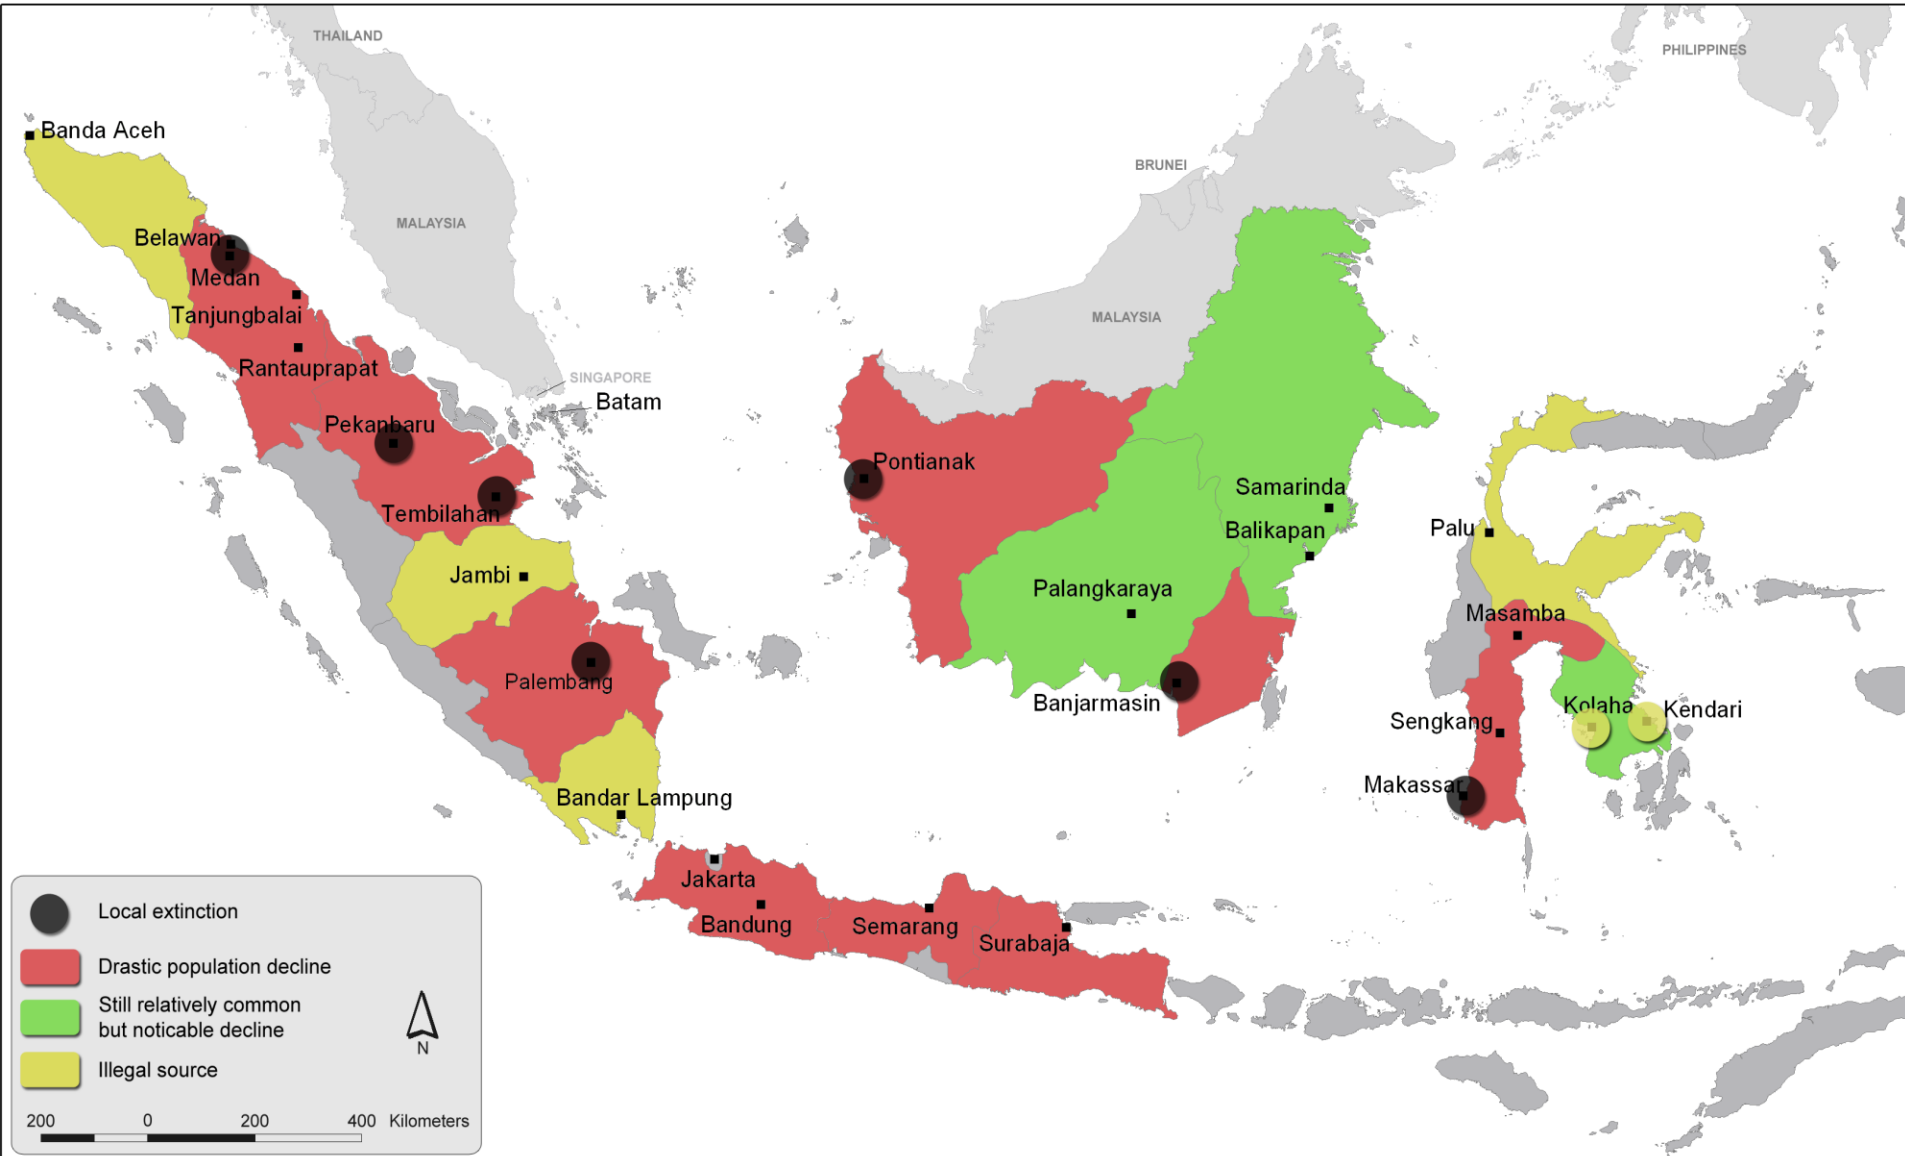 THAILAND
PHILIPPINES
Banda Aceh
BRUNEI
MALAYSIA
Belawan
Medan
Tanjungbalai
MALAYSIA
Rantauprapat
SINGAPORE
Batam
Pekanbaru
Pontianak
Samarinda
Tembilahan
Palu
Balikapan
Jambi
Palangkaraya
Masamba
Palembang
Banjarmasin
Kolaha
Kendari
Sengkang
Makassar
Bandar Lampung
Jakarta
Bandung
Semarang
Surabaja
Local extinction
Drastic population decline
Still relatively common
but noticable decline
Illegal source
N
200 0 200 400 Kilometers